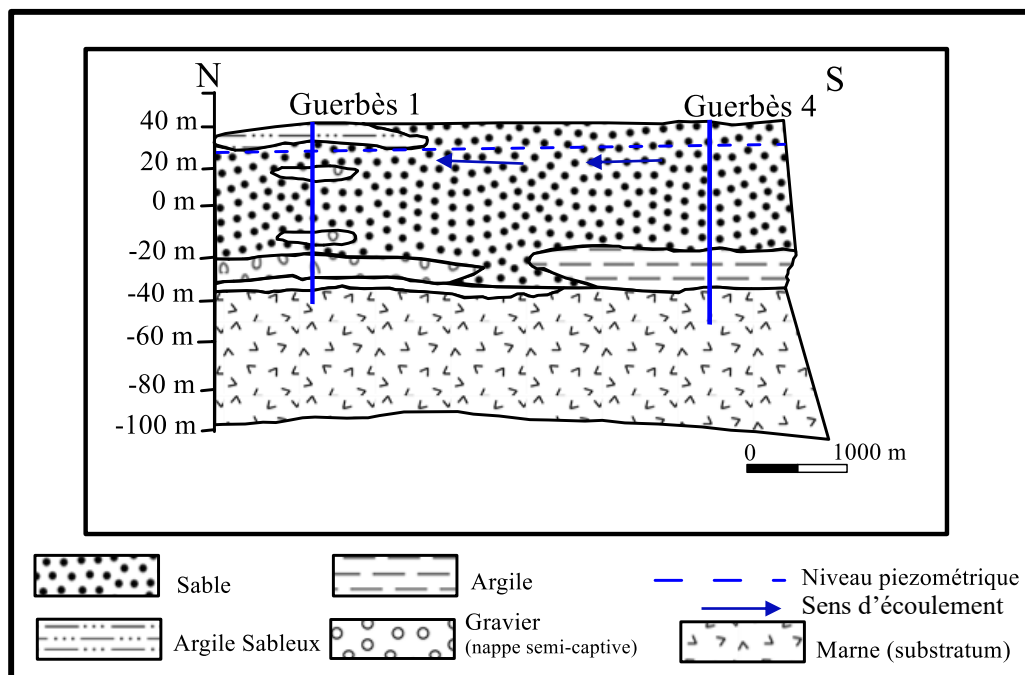 N
S
Guerbès 1
Guerbès 4
40 m
20 m
0 m
-20 m
-40 m
-60 m
-80 m
-100 m
0
1000 m
Sable
Argile
Niveau piezométrique
Sens d'écoulement
Argile Sableux
Gravier
(nappe semi-captive)
Marne (substratum)